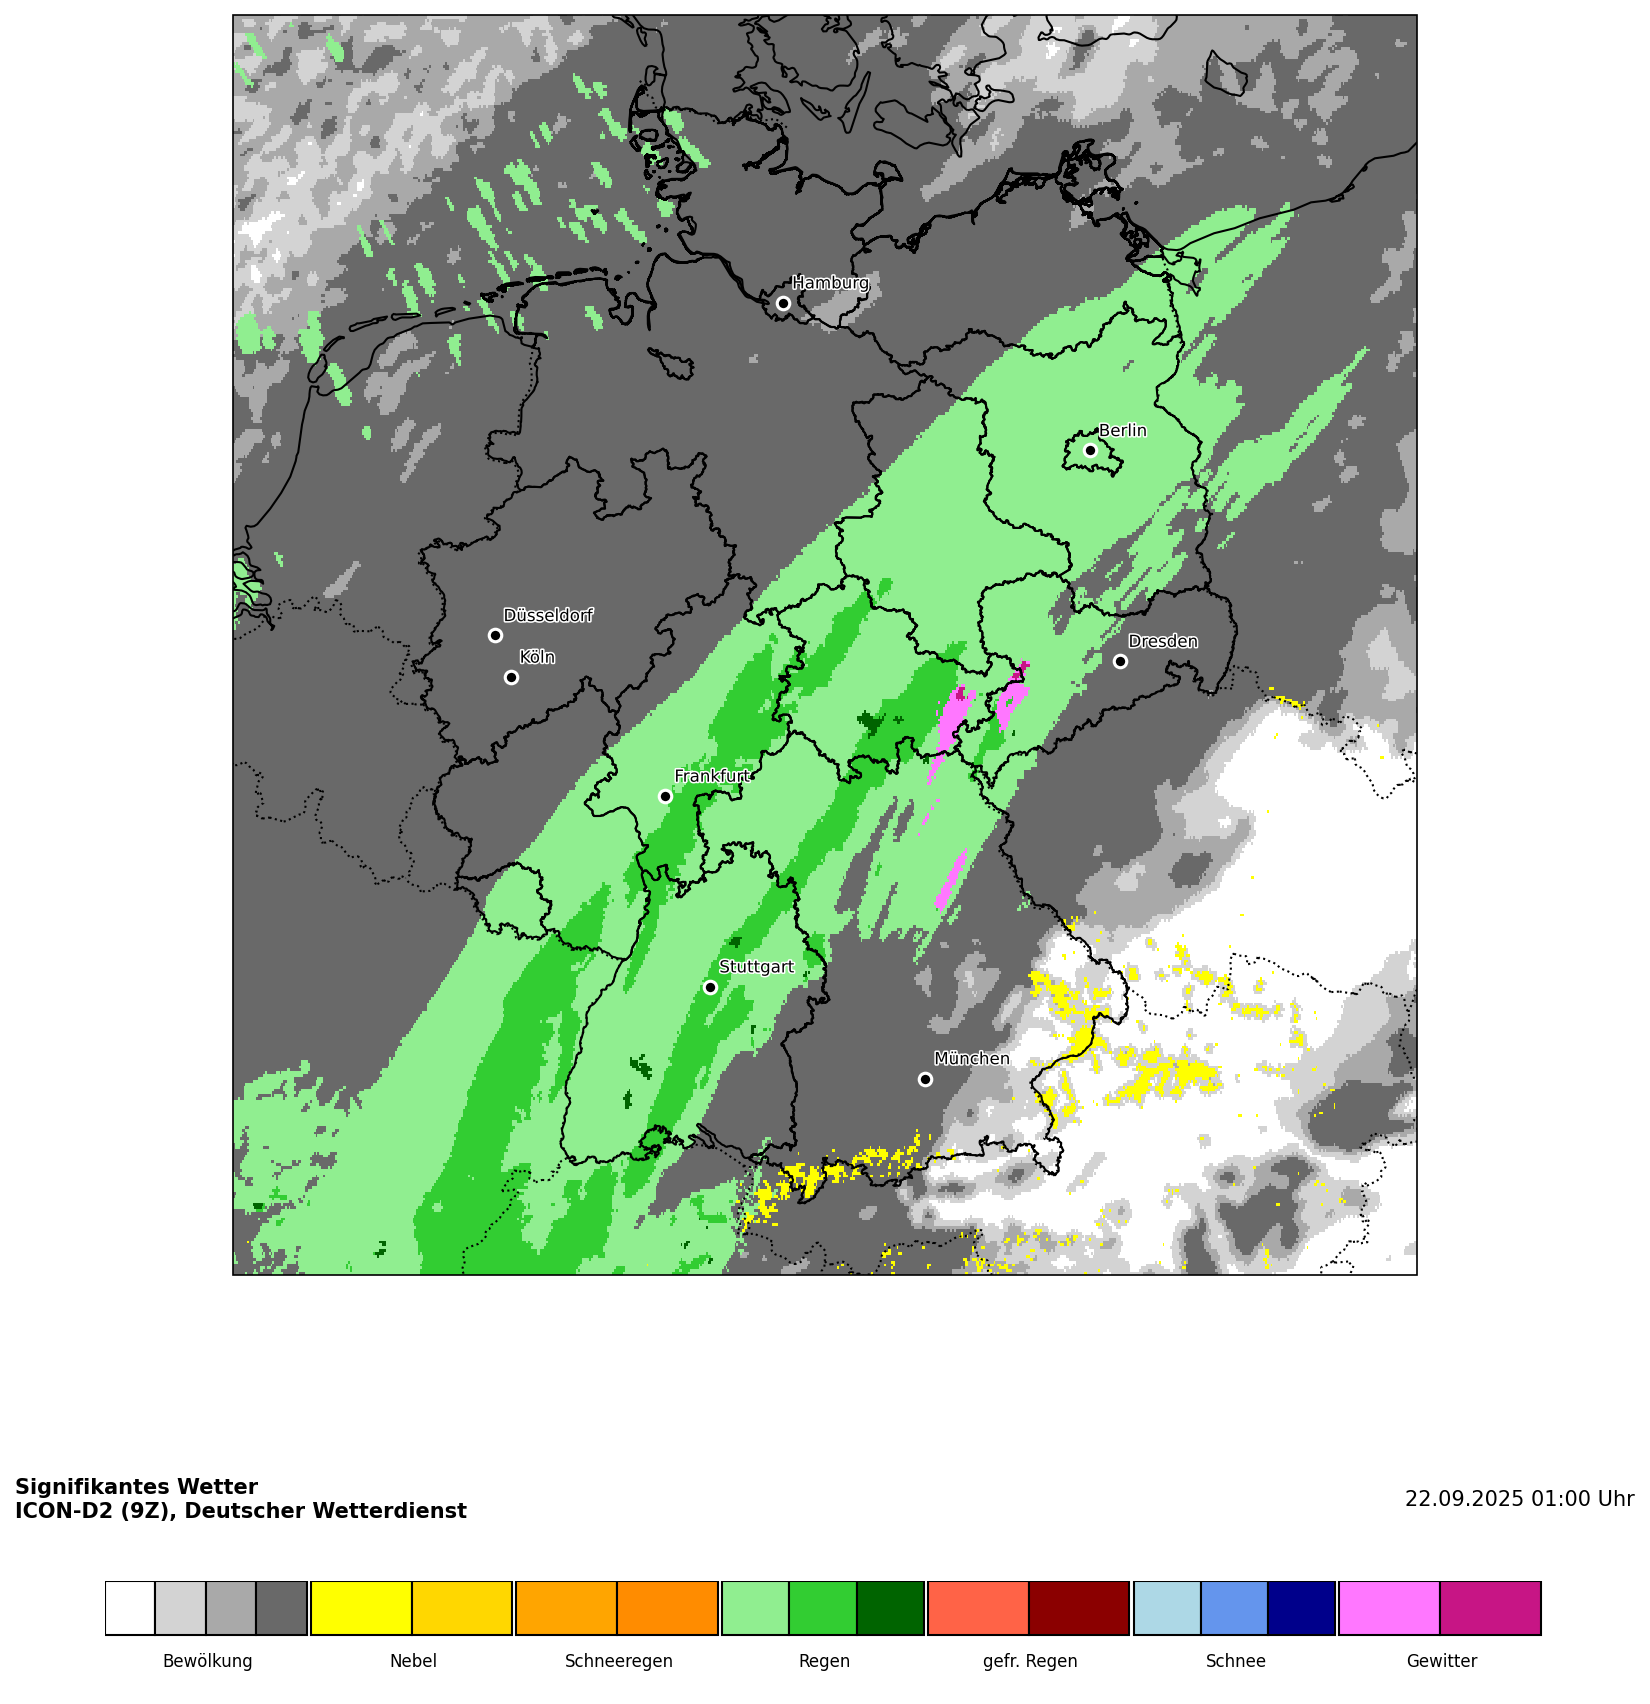 Hamburg
Berlin
Düsseldorf
Dresden
Köln
Frankfurt
Stuttgart
München
Signifikantes Wetter
ICON-D2 (9Z), Deutscher Wetterdienst
22.09.2025 01:00 Uhr
Bewölkung
Nebel
Schneeregen
Regen
gefr. Regen
Schnee
Gewitter